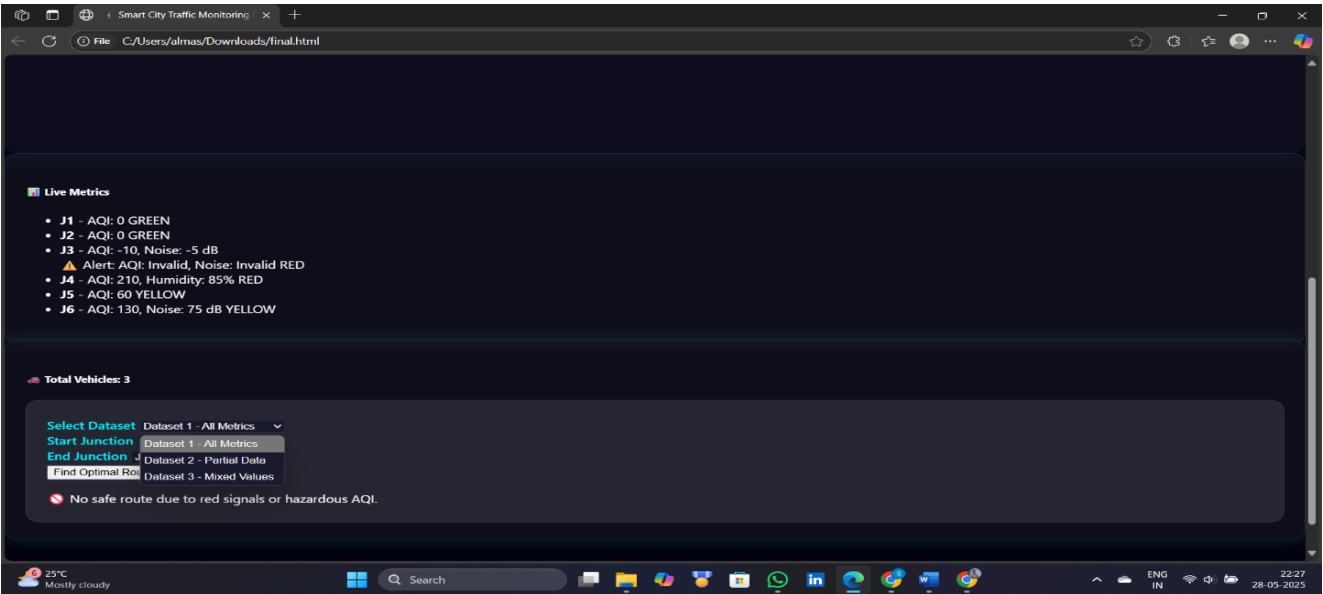 Smart City Traffic Monitoring
File C:/Users/almas/Downloads/final.html
Live Metrics
J1 - AQI: 0 GREEN
J2 - AQI: 0 GREEN
J3 - AQI: -10, Noise: -5 dB
Alert: AQI: Invalid, Noise: Invalid RED
J4 - AQI: 210, Humidity: 85% RED
J5 - AQI: 60 YELLOW
J6 - AQI: 130, Noise: 75 dB YELLOW
Total Vehicles: 3
Select Dataset Dataset 1 - All Metrics
Start Junction Dataset 1 - All Metrics
End Junction J Dataset 2 - Partial Data
Find Optimal Rou Dataset 3 - Mixed Values
No safe route due to red signals or hazardous AQI.
6 25°C
Mostly cloudy
Search
ENG
IN
22:27
28-05-2025